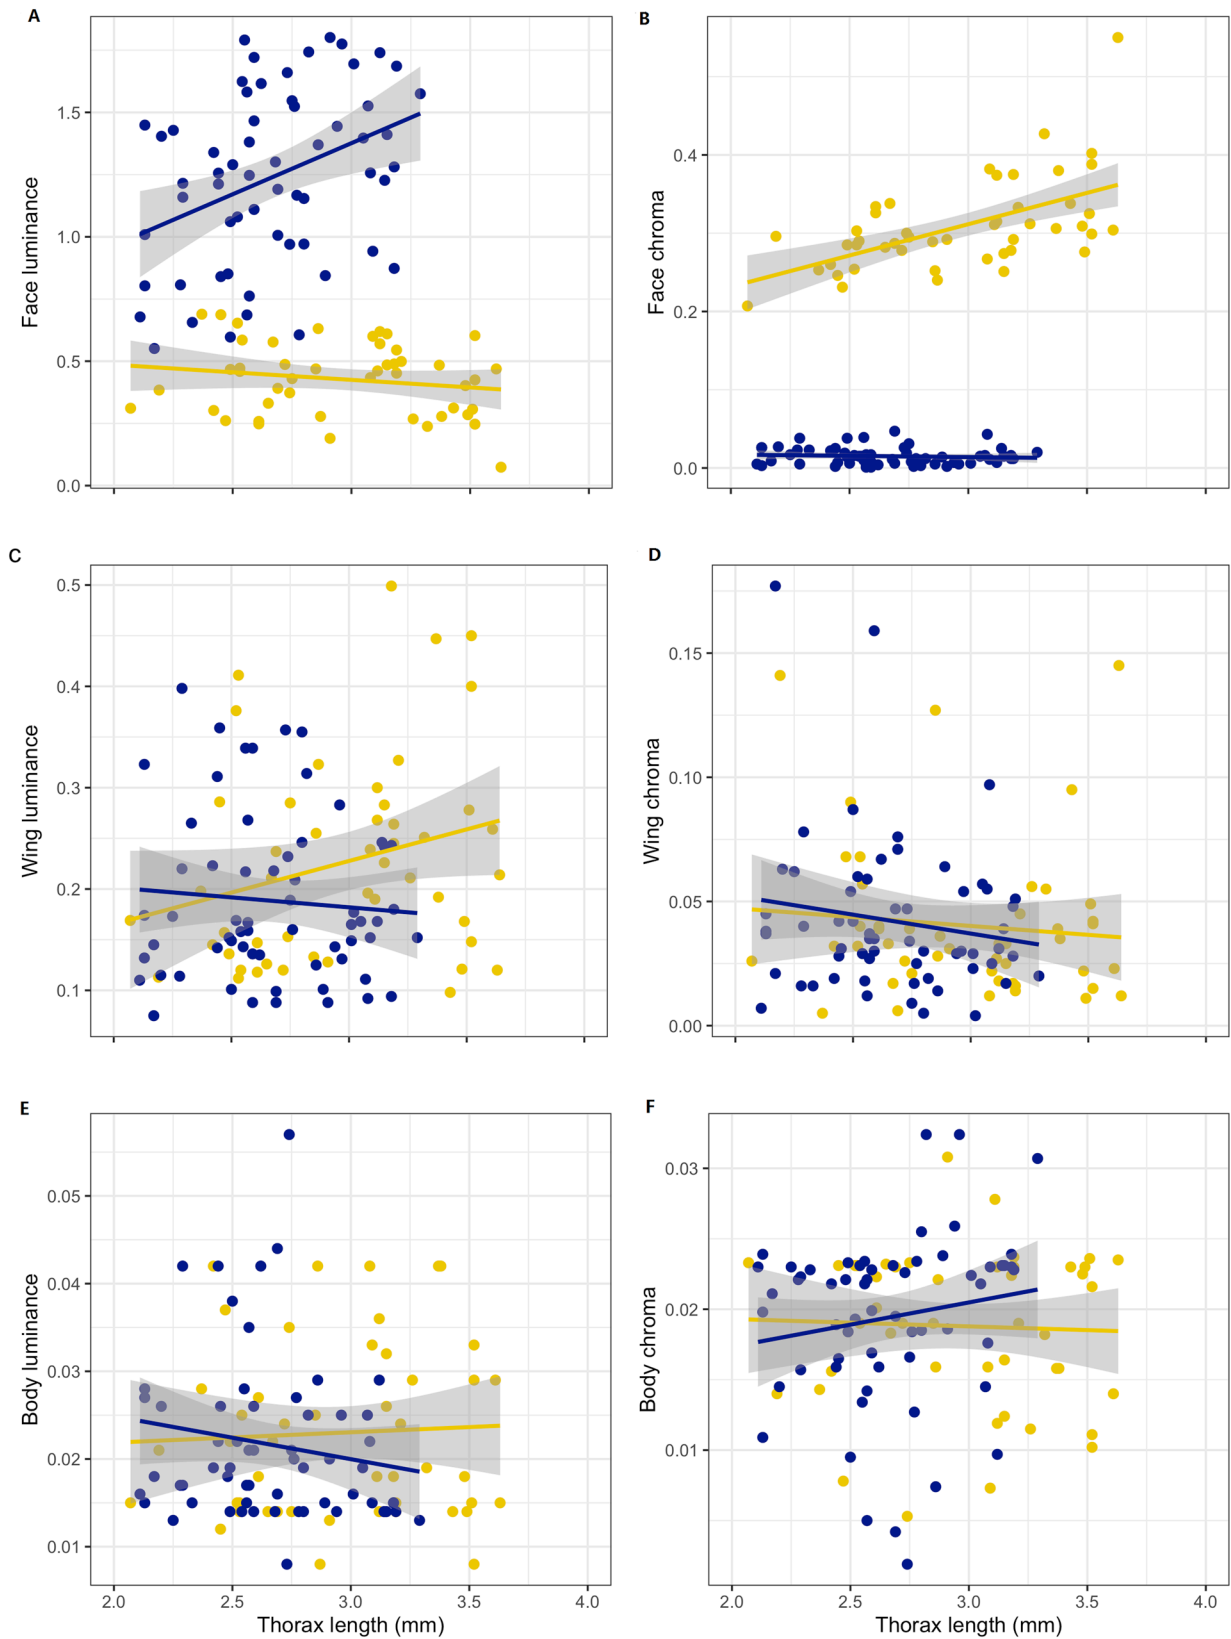 A
Face luminance
1.5
1.0
0.5
0.0
B
Face chroma
0.4
0.2
0.0
C
Wing luminance
0.5
0.4
0.3
0.2
0.1
D
Wing chroma
0.15
0.10
0.05
0.00
E
Body luminance
0.05
0.04
0.03
0.02
0.01
2.0 2.5 3.0 3.5 4.0
Thorax length (mm)
F
Body chroma
0.03
0.02
0.01
2.0 2.5 3.0 3.5 4.0
Thorax length (mm)